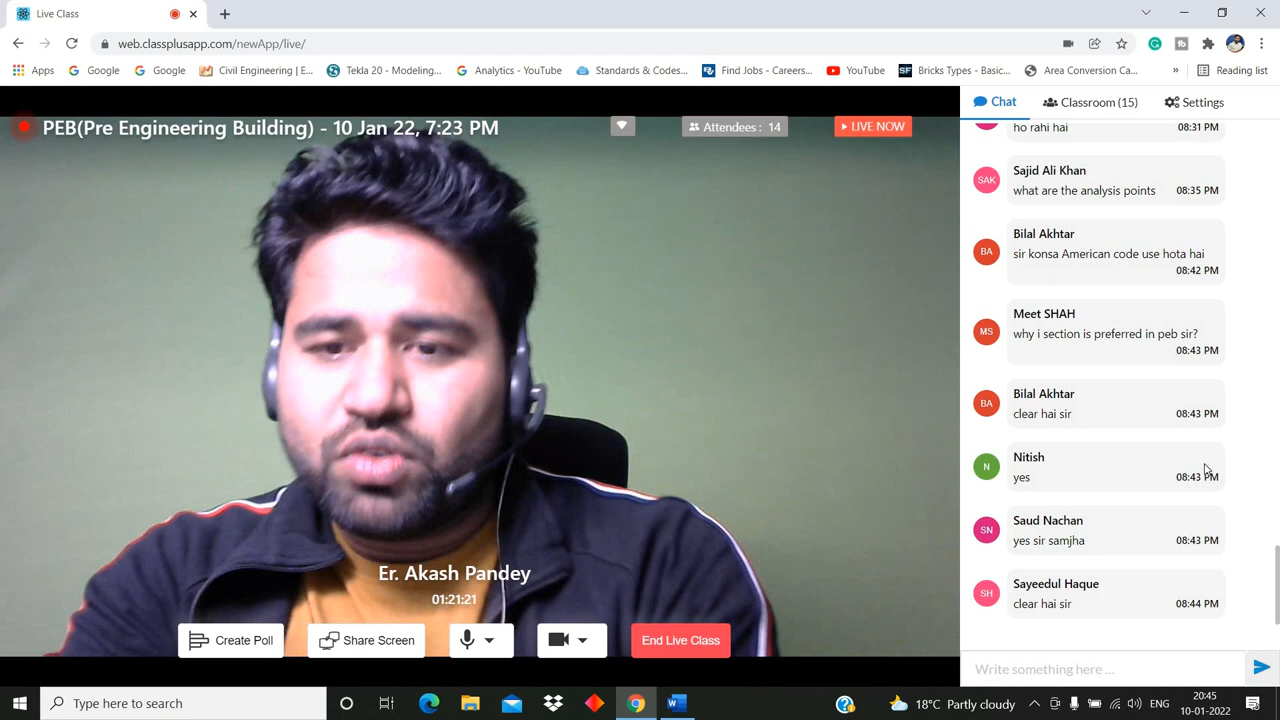 Live Class
web.classplusapp.com/newApp/live/
Apps
Google
Google
Civil Engineering | E...
Tekla 20 - Modeling...
Analytics - YouTube
Standards & Codes...
Find Jobs - Careers...
YouTube
Bricks Types - Basic...
Area Conversion Ca...
»
Reading list
PEB(Pre Engineering Building) - 10 Jan 22, 7:23 PM
Attendees : 14
LIVE NOW
Er. Akash Pandey
01:21:21
Create Poll
Share Screen
End Live Class
Chat
Classroom (15)
Settings
ho rahi hai
08:31 PM
SAK
Sajid Ali Khan
what are the analysis points
08:35 PM
BA
Bilal Akhtar
sir konsa American code use hota hai
08:42 PM
MS
Meet SHAH
why i section is preferred in peb sir?
08:43 PM
BA
Bilal Akhtar
clear hai sir
08:43 PM
N
Nitish
yes
08:43 PM
SN
Saud Nachan
yes sir samjha
08:43 PM
SH
Sayeedul Haque
clear hai sir
08:44 PM
Write something here ...
Type here to search
18°C Partly cloudy
ENG
20:45
10-01-2022